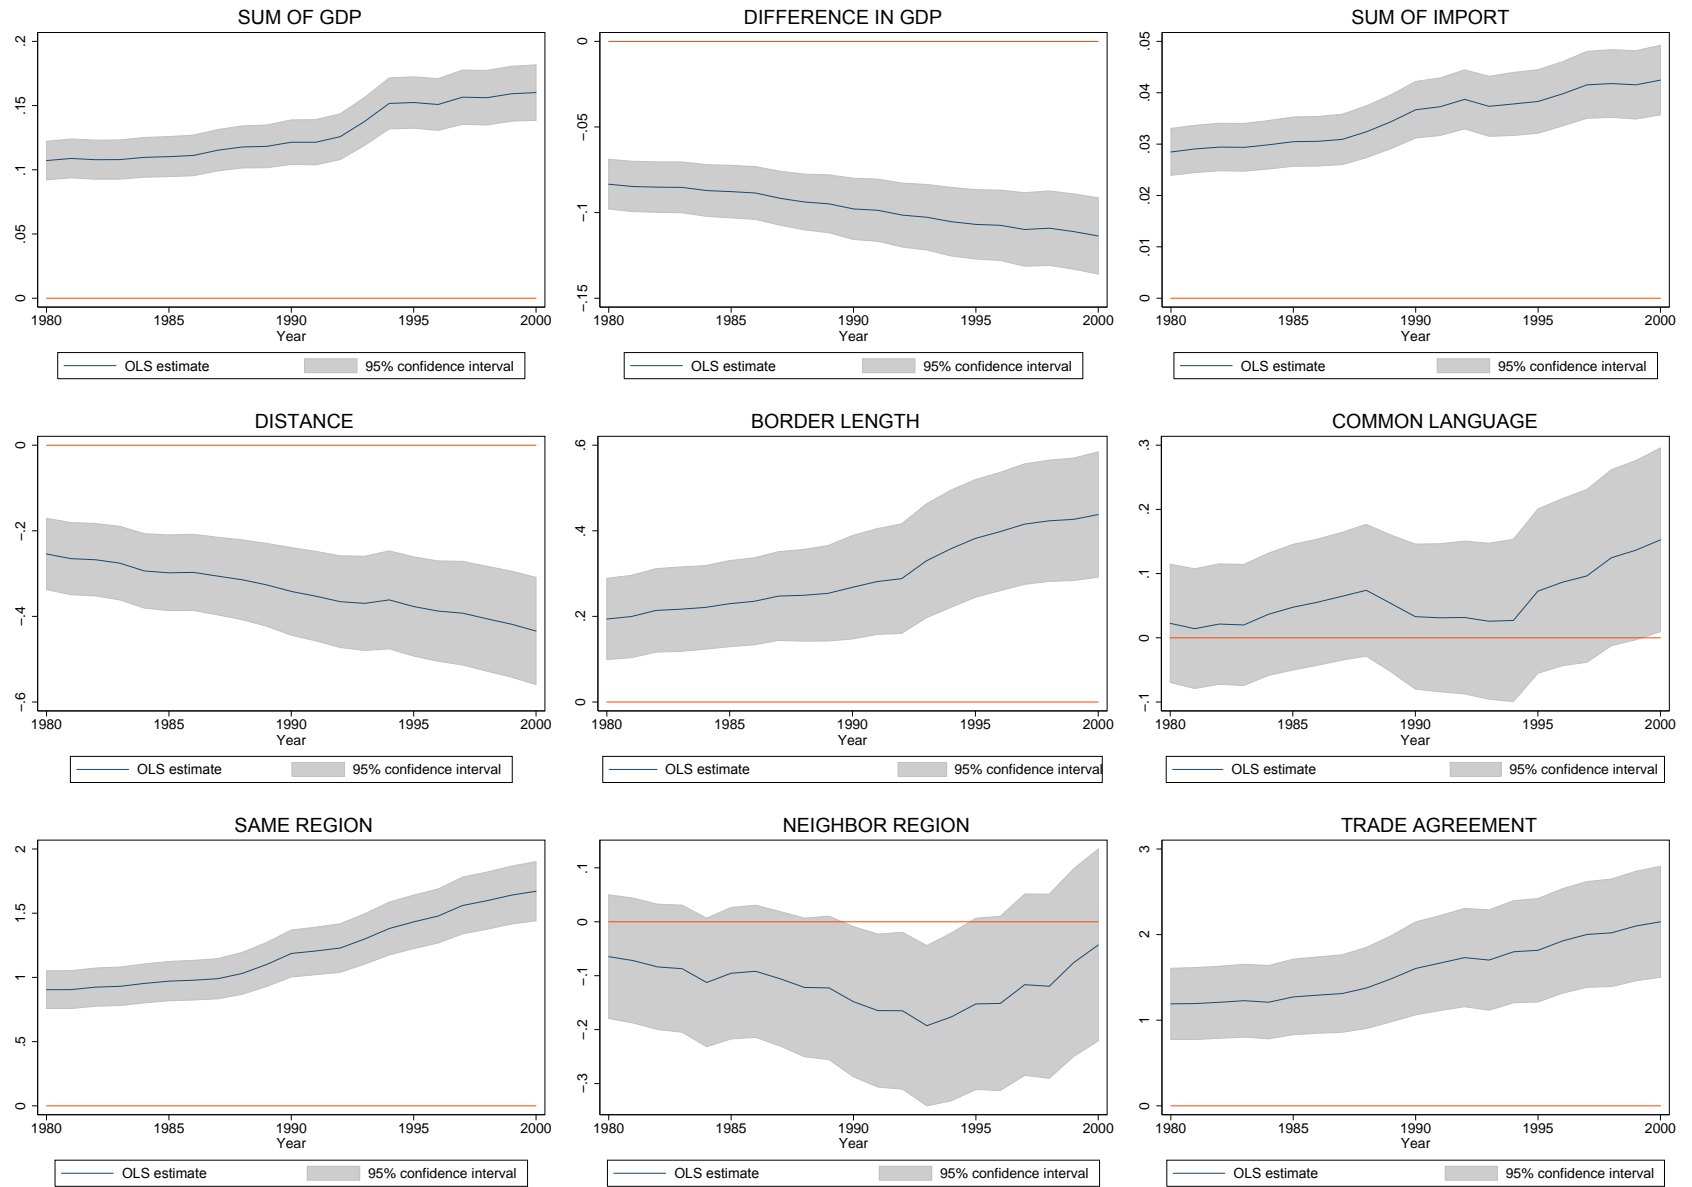 SUM OF GDP
.2
.15
.1
.05
0
1980 1985 1990 1995 2000
Year
OLS estimate 95% confidence interval
DIFFERENCE IN GDP
0
-.05
-.1
-.15
1980 1985 1990 1995 2000
Year
OLS estimate 95% confidence interval
SUM OF IMPORT
.05
.04
.03
.02
.01
0
1980 1985 1990 1995 2000
Year
OLS estimate 95% confidence interval
DISTANCE
0
-.2
-.4
-.6
1980 1985 1990 1995 2000
Year
OLS estimate 95% confidence interval
BORDER LENGTH
.6
.4
.2
0
1980 1985 1990 1995 2000
Year
OLS estimate 95% confidence interval
COMMON LANGUAGE
.3
.2
.1
0
-.1
1980 1985 1990 1995 2000
Year
OLS estimate 95% confidence interval
SAME REGION
2
1.5
1
.5
0
1980 1985 1990 1995 2000
Year
OLS estimate 95% confidence interval
NEIGHBOR REGION
.1
0
-.1
-.2
-.3
1980 1985 1990 1995 2000
Year
OLS estimate 95% confidence interval
TRADE AGREEMENT
3
2
1
0
1980 1985 1990 1995 2000
Year
OLS estimate 95% confidence interval